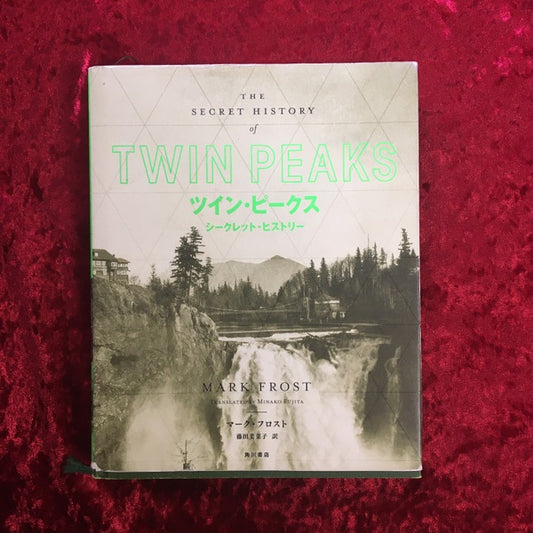 THE
SECRET HISTORY
of
TWIN PEAKS
ツイン・ピークス
シークレット・ヒストリー
MARK FROST
TRANSLATED BY MINAKO FUJITA
マーク・フロスト
藤田美菜子 訳
角川書店